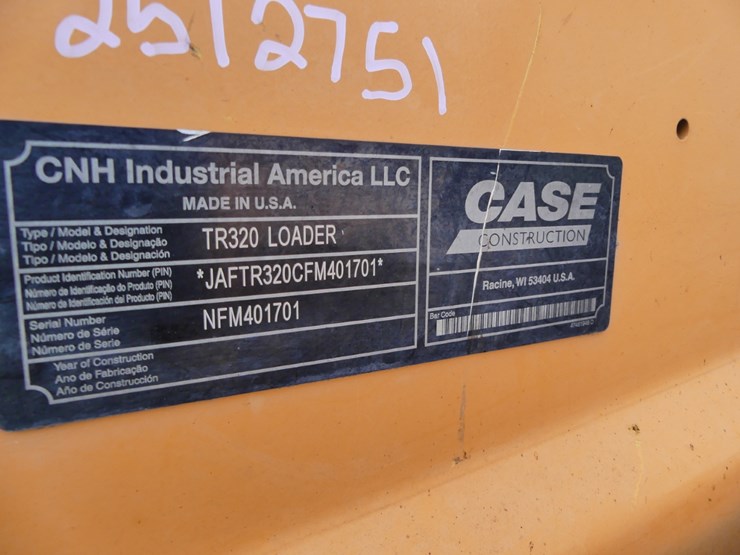 2512751
CNH Industrial America LLC
MADE IN U.S.A.
Type / Model & Designation
Tipo / Modelo & Designação
Tipo / Modelo & Designación
TR320 LOADER
Product Identification Number (PIN)
Número de Identificação do Produto (PIN)
Número de Identificación del Producto (PIN)
*JAFTR320CFM401701*
Serial Number
Número de Série
Número de Serie
NFM401701
Year of Construction
Ano de Fabricação
Año de Construcción
CASE
CONSTRUCTION
Racine, WI 53404 U.S.A.
Bar Code